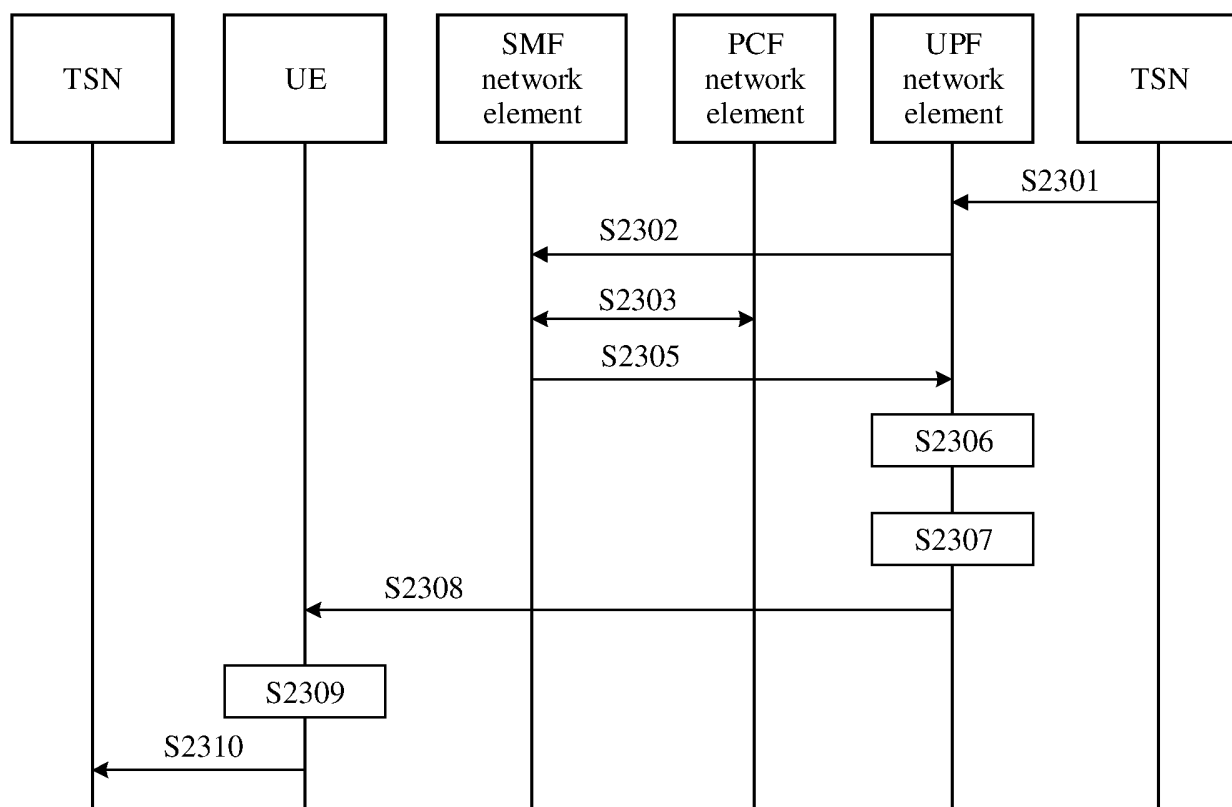 TSN
UE
SMF
network
element
PCF
network
element
UPF
network
element
TSN
S2301
S2302
S2303
S2305
S2306
S2307
S2308
S2309
S2310